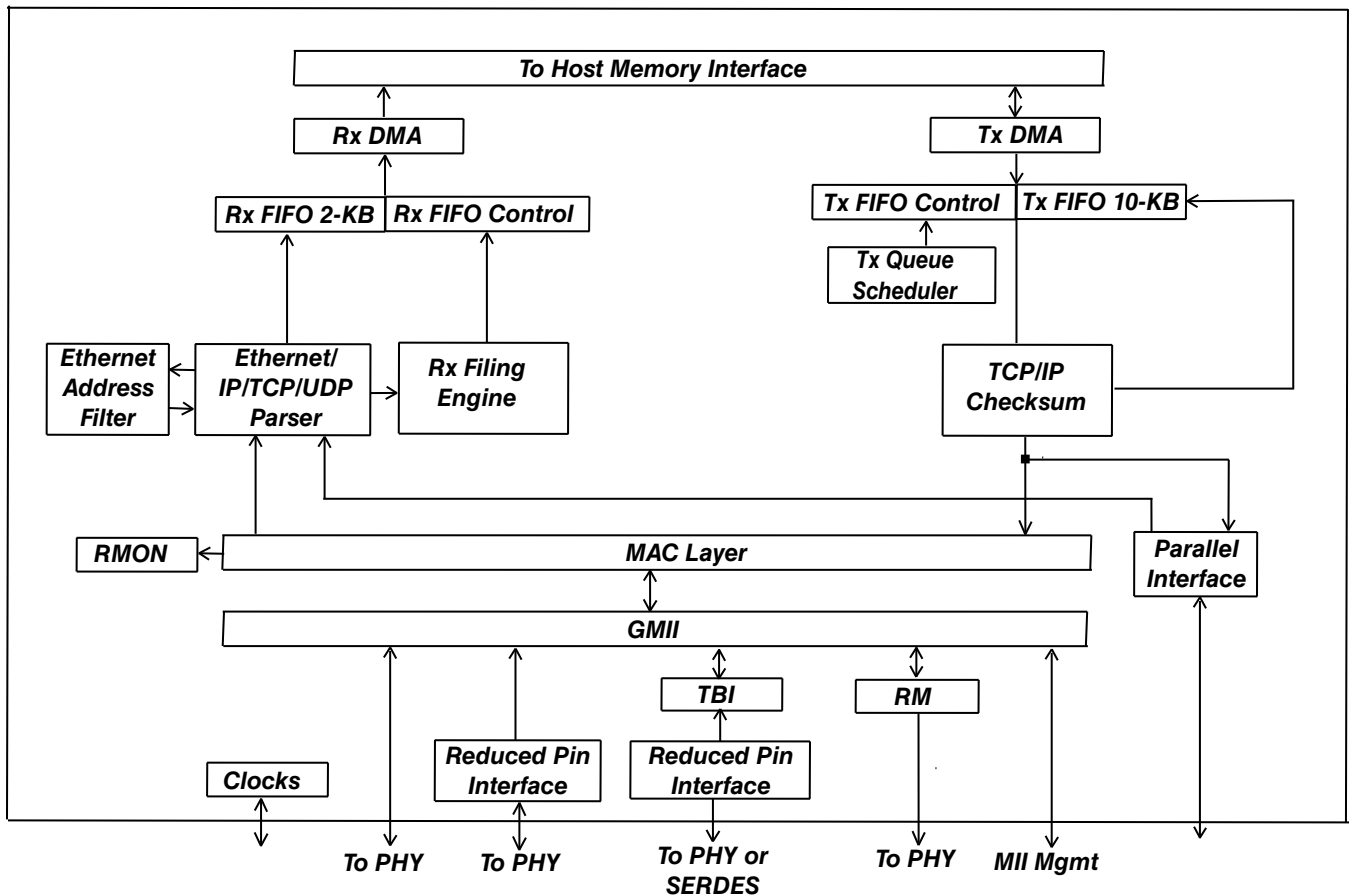 To Host Memory Interface
Rx DMA
Tx DMA
Rx FIFO 2-KB
Rx FIFO Control
Tx FIFO Control
Tx FIFO 10-KB
Tx Queue
Scheduler
Ethernet
Address
Filter
Ethernet/
IP/TCP/UDP
Parser
Rx Filing
Engine
TCP/IP
Checksum
RMON
MAC Layer
Parallel
Interface
GMII
TBI
RM
Clocks
Reduced Pin
Interface
Reduced Pin
Interface
To PHY
To PHY
To PHY or
SERDES
To PHY
MII Mgmt